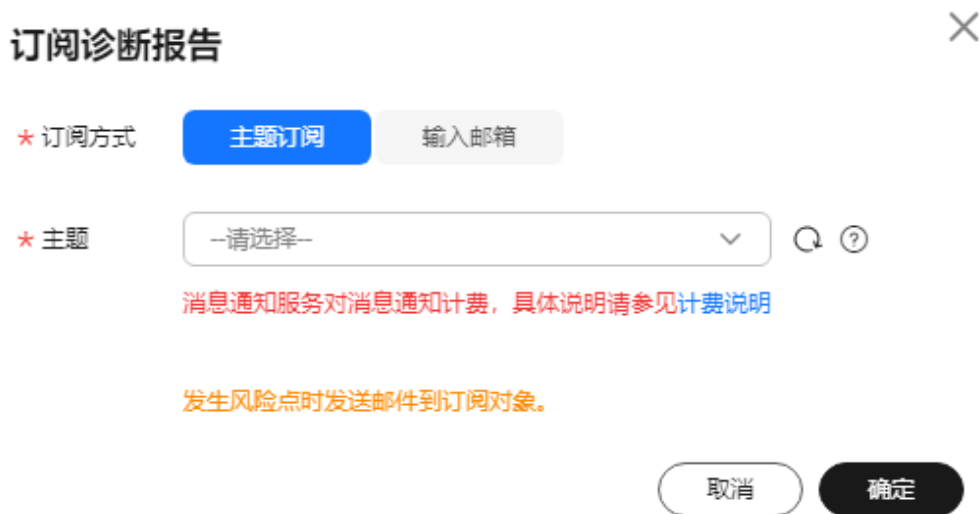 订阅诊断报告
* 订阅方式 主题订阅 输入邮箱
* 主题 --请选择--
消息通知服务对消息通知计费，具体说明请参见计费说明
发生风险点时发送邮件到订阅对象。
取消 确定